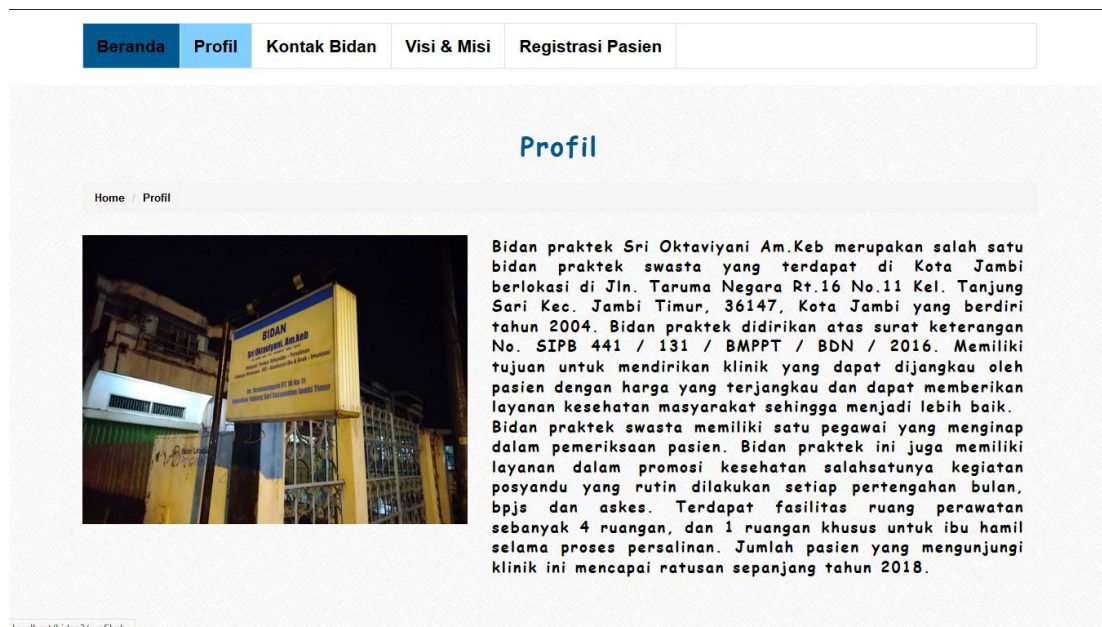 Beranda Profil Kontak Bidan Visi & Misi Registrasi Pasien
Profil
Home / Profil
BIDAN
Sri Oktaviyani, Am.keb
Bidan praktek Sri Oktaviyani Am.Keb merupakan salah satu
bidan praktek swasta yang terdapat di Kota Jambi
berlokasi di Jln. Taruma Negara Rt.16 No.11 Kel. Tanjung
Sari Kec. Jambi Timur, 36147, Kota Jambi yang berdiri
tahun 2004. Bidan praktek didirikan atas surat keterangan
No. SIPB 441 / 131 / BMPPT / BDN / 2016. Memiliki
tujuan untuk mendirikan klinik yang dapat dijangkau oleh
pasien dengan harga yang terjangkau dan dapat memberikan
layanan kesehatan masyarakat sehingga menjadi lebih baik.
Bidan praktek swasta memiliki satu pegawai yang menginap
dalam pemeriksaan pasien. Bidan praktek ini juga memiliki
layanan dalam promosi kesehatan salahsatunya kegiatan
posyandu yang rutin dilakukan setiap pertengahan bulan,
bpjs dan askes. Terdapat fasilitas ruang perawatan
sebanyak 4 ruangan, dan 1 ruangan khusus untuk ibu hamil
selama proses persalinan. Jumlah pasien yang mengunjungi
klinik ini mencapai ratusan sepanjang tahun 2018.